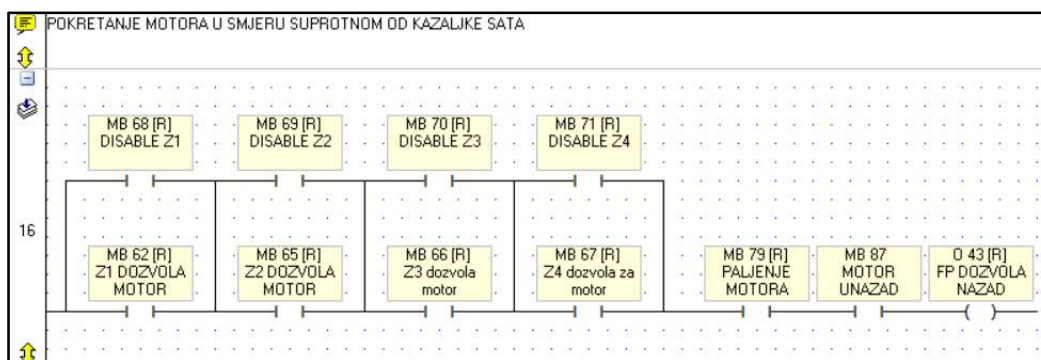 POKRETANJE MOTORA U SMJERU SUPROTNOM OD KAZALJKE SATA
MB 68 [R]
DISABLE Z1
MB 69 [R]
DISABLE Z2
MB 70 [R]
DISABLE Z3
MB 71 [R]
DISABLE Z4
16
MB 62 [R]
Z1 DOZVOLA
MOTOR
MB 65 [R]
Z2 DOZVOLA
MOTOR
MB 66 [R]
Z3 dozvola
motor
MB 67 [R]
Z4 dozvola za
motor
MB 79 [R]
PALJENJE
MOTORA
MB 87
MOTOR
UNAZAD
O 43 [R]
FP DOZVOLA
NAZAD